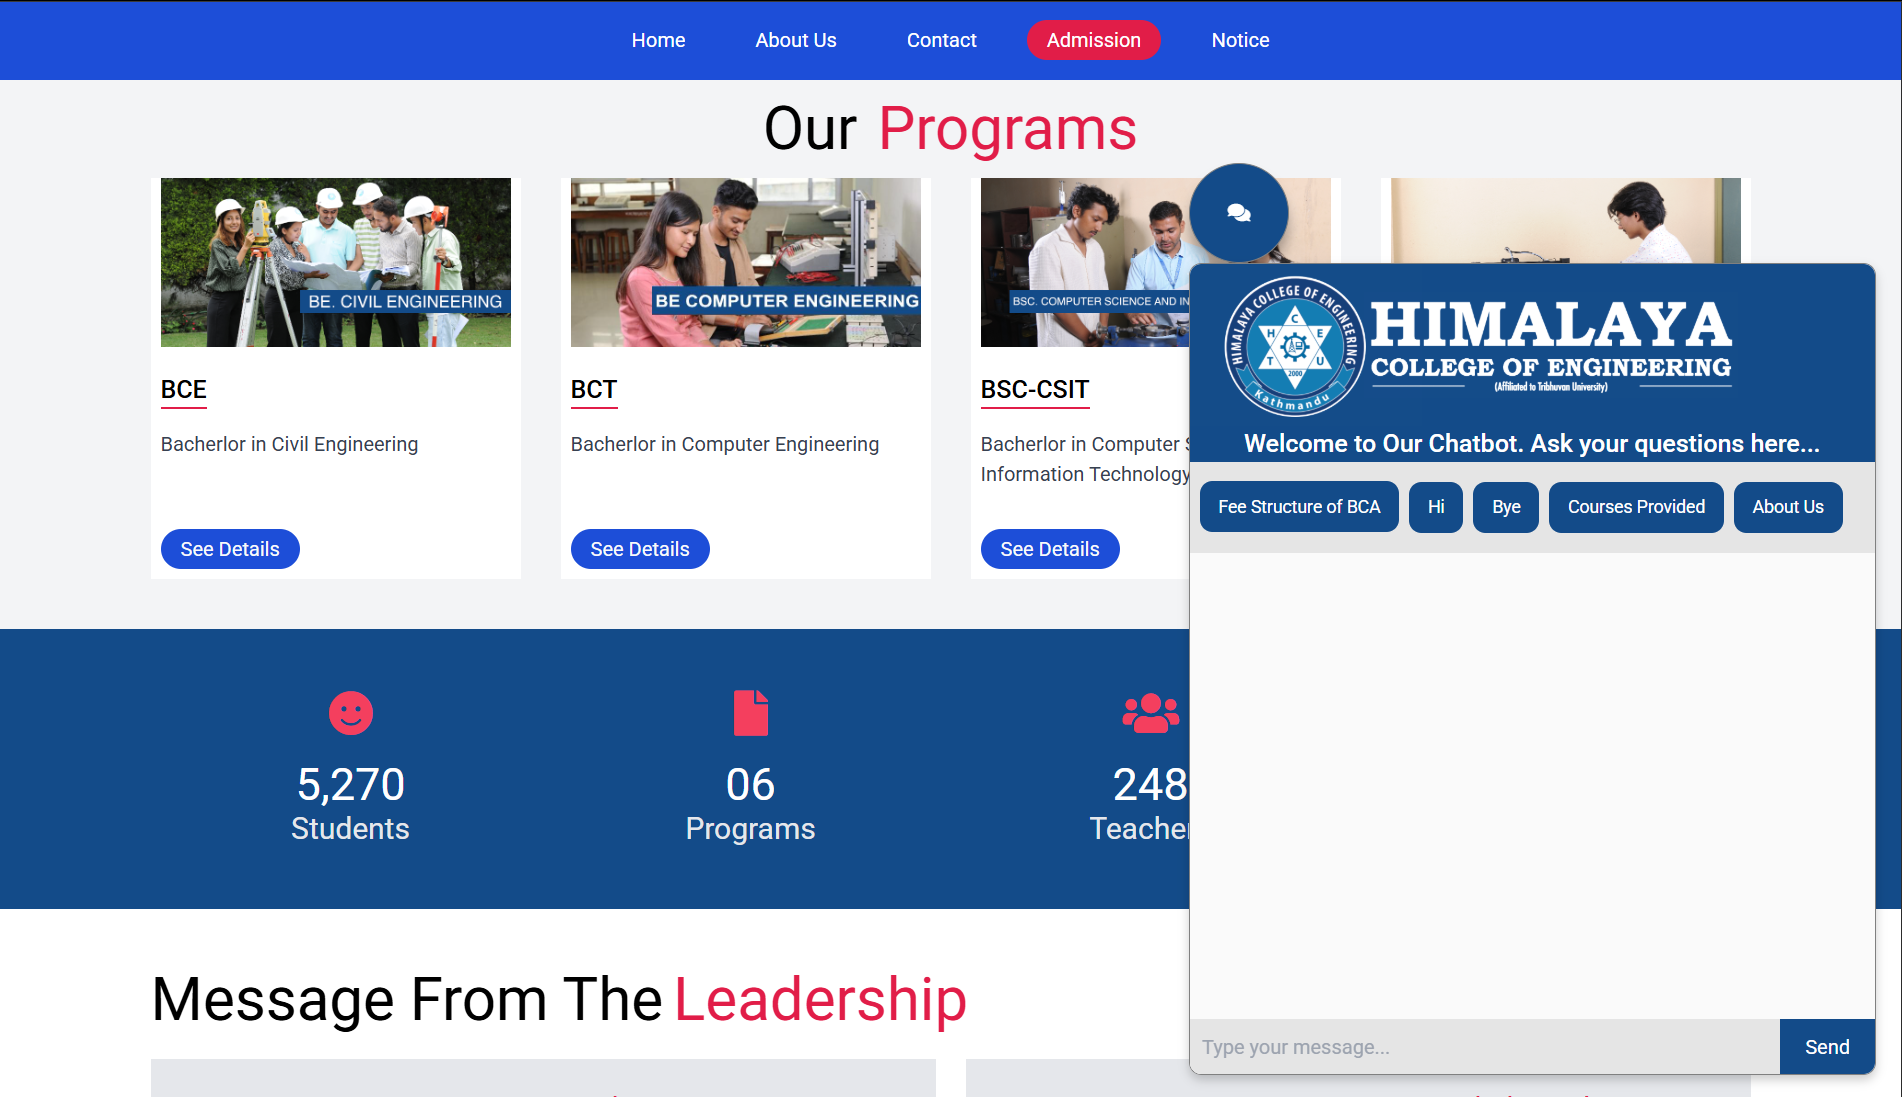 Home
About Us
Contact
Admission
Notice
Our Programs
BE. CIVIL ENGINEERING
BCE
Bacherlor in Civil Engineering
See Details
BE COMPUTER ENGINEERING
BCT
Bacherlor in Computer Engineering
See Details
BSC. COMPUTER SCIENCE AND IN
BSC-CSIT
Bacherlor in Computer
Information Technology
See Details
5,270
Students
06
Programs
248
Teacher
Message From The Leadership
HIMALAYA COLLEGE OF ENGINEERING
H C E T U
2000
Kathmandu
HIMALAYA
COLLEGE OF ENGINEERING
(Affiliated to Tribhuvan University)
Welcome to Our Chatbot. Ask your questions here...
Fee Structure of BCA
Hi
Bye
Courses Provided
About Us
Type your message...
Send